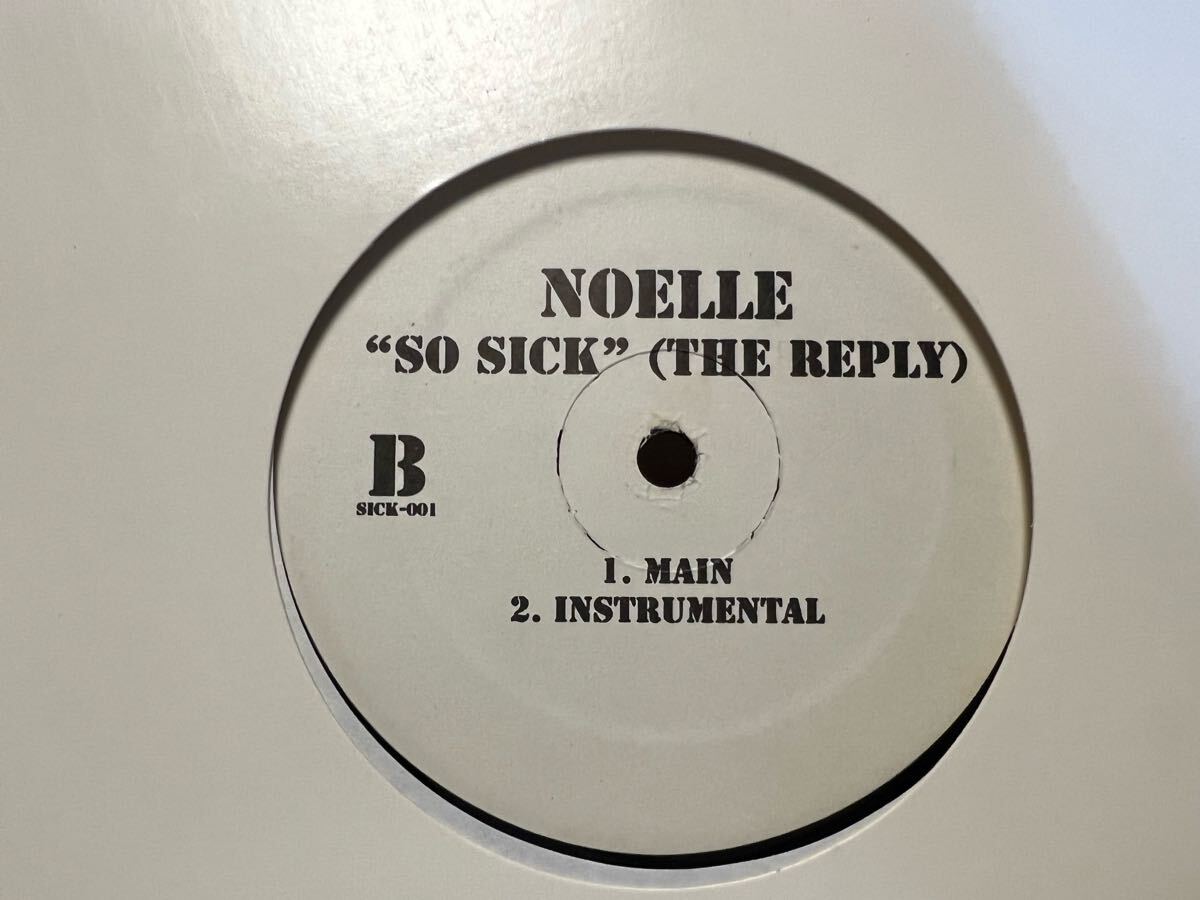 NOELLE
“SO SICK” (THE REPLY)
B
SICK-001
1. MAIN
2. INSTRUMENTAL